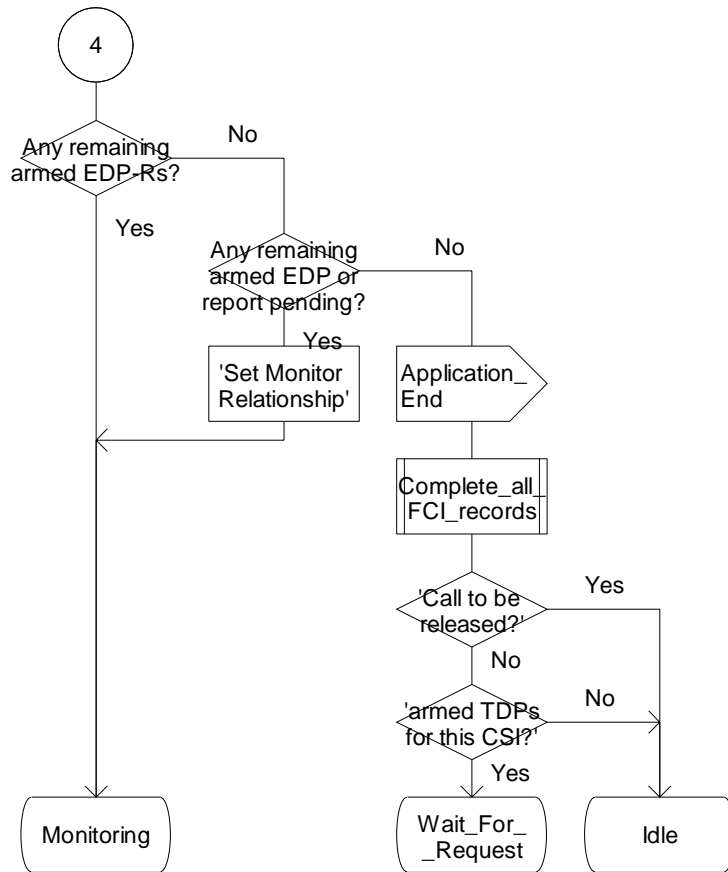 4
Any remaining
armed EDP-Rs?
No
Yes
Any remaining
armed EDP or
report pending?
No
Yes
'Set Monitor
Relationship'
Application_
End
Complete_all_
FCI_records
'Call to be
released?'
Yes
No
'armed TDPs
for this CSI?'
No
Yes
Monitoring
Wait_For_
_Request
Idle